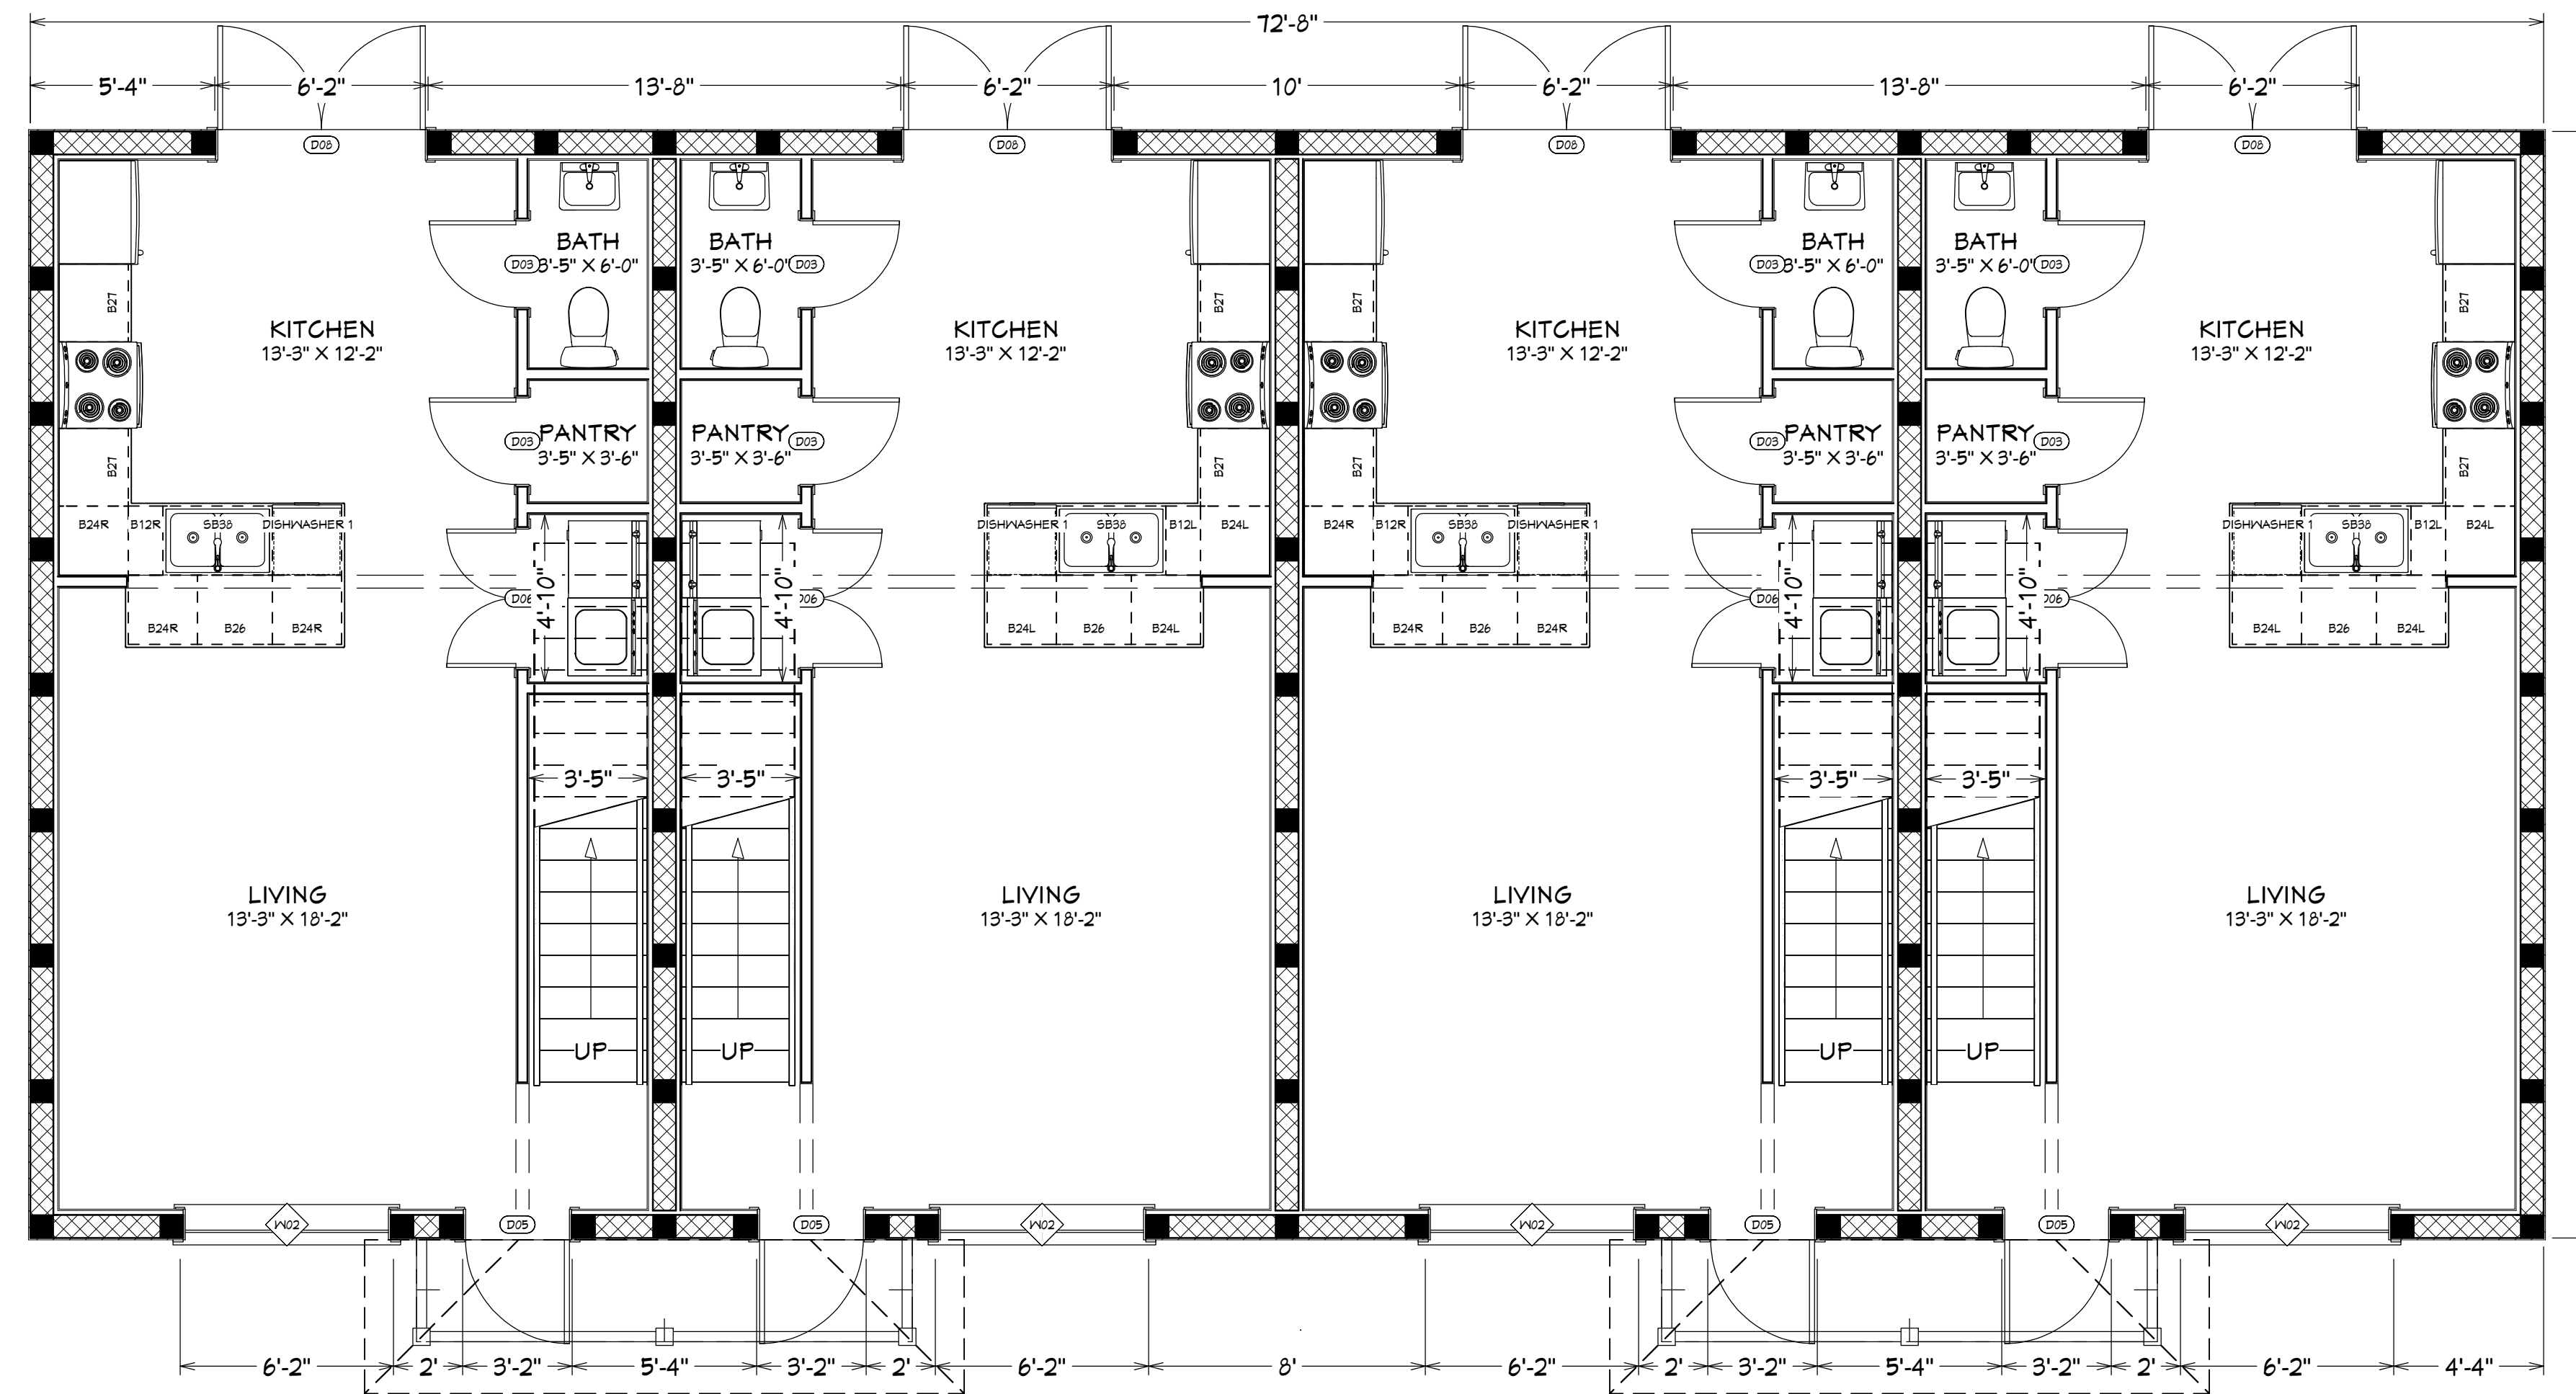 72'-8"
5'-4" 6'-2" 13'-8" 6'-2" 10' 6'-2" 13'-8" 6'-2"
D08 D08 D08 D08
BATH BATH BATH BATH
D03 3'-5" X 6'-0" 3'-5" X 6'-0" D03 D03 3'-5" X 6'-0" 3'-5" X 6'-0" D03
B27 B27 B27 B27
KITCHEN KITCHEN KITCHEN KITCHEN
13'-3" X 12'-2" 13'-3" X 12'-2" 13'-3" X 12'-2" 13'-3" X 12'-2"
D03 PANTRY PANTRY D03 D03 PANTRY PANTRY D03
3'-5" X 3'-6" 3'-5" X 3'-6" 3'-5" X 3'-6" 3'-5" X 3'-6"
B27 B27 B27 B27
B24R B12R SB38 DISHWASHER 1 DISHWASHER 1 SB38 B12L B24L B24R B12R SB38 DISHWASHER 1 DISHWASHER 1 SB38 B12L B24L
D06 4'-10" 4'-10" D06 D06 4'-10" 4'-10" D06
B24R B26 B24R B24L B26 B24L B24R B26 B24R B24L B26 B24L
3'-5" 3'-5" 3'-5" 3'-5"
LIVING LIVING LIVING LIVING
13'-3" X 18'-2" 13'-3" X 18'-2" 13'-3" X 18'-2" 13'-3" X 18'-2"
UP UP UP UP
W02 D05 D05 W02 W02 D05 D05 W02
6'-2" 2' 3'-2" 5'-4" 3'-2" 2' 6'-2" 8' 6'-2" 2' 3'-2" 5'-4" 3'-2" 2' 6'-2" 4'-4"